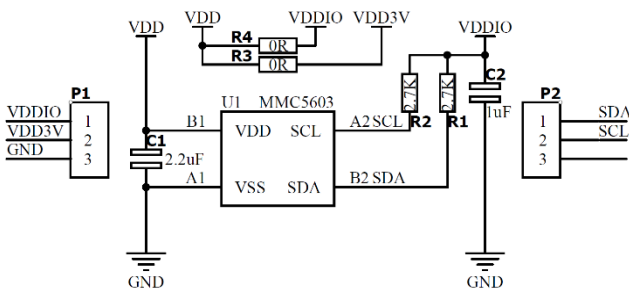 VDD
VDD VDDIO VDD3V
VDDIO
R4 0R
R3 0R
P1
VDDIO 1
VDD3V 2
GND 3
C1
2.2uF
U1 MMC5603
B1 VDD SCL A2 SCL
A1 VSS SDA B2 SDA
2.7K
R2
2.7K
R1
C2
1uF
P2
1 SDA
2 SCL
3
GND
GND